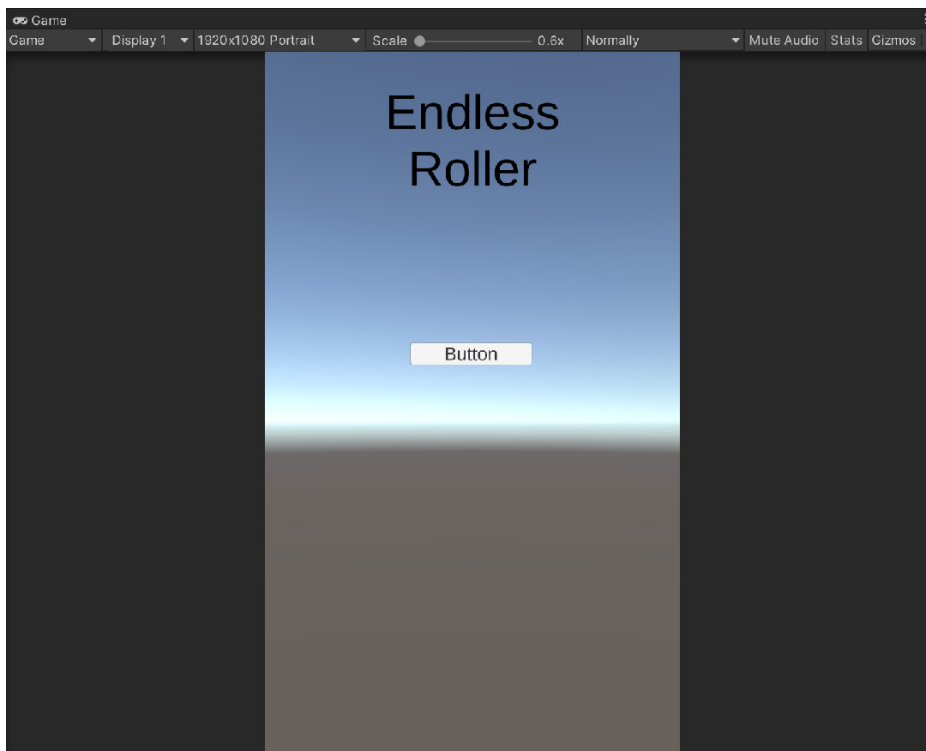 Game
Game Display 1 1920x1080 Portrait Scale 0.6x Normally Mute Audio Stats Gizmos
Endless
Roller
Button